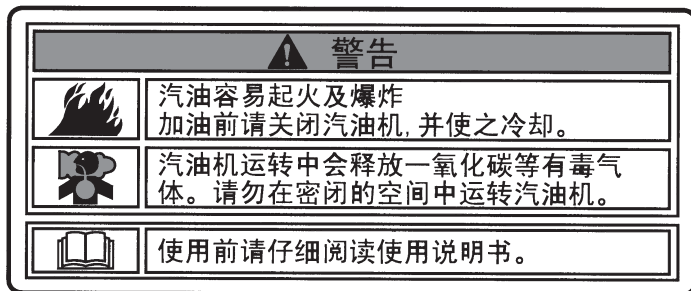 警告
汽油容易起火及爆炸
加油前请关闭汽油机,并使之冷却。
汽油机运转中会释放一氧化碳等有毒气
体。请勿在密闭的空间中运转汽油机。
使用前请仔细阅读使用说明书。